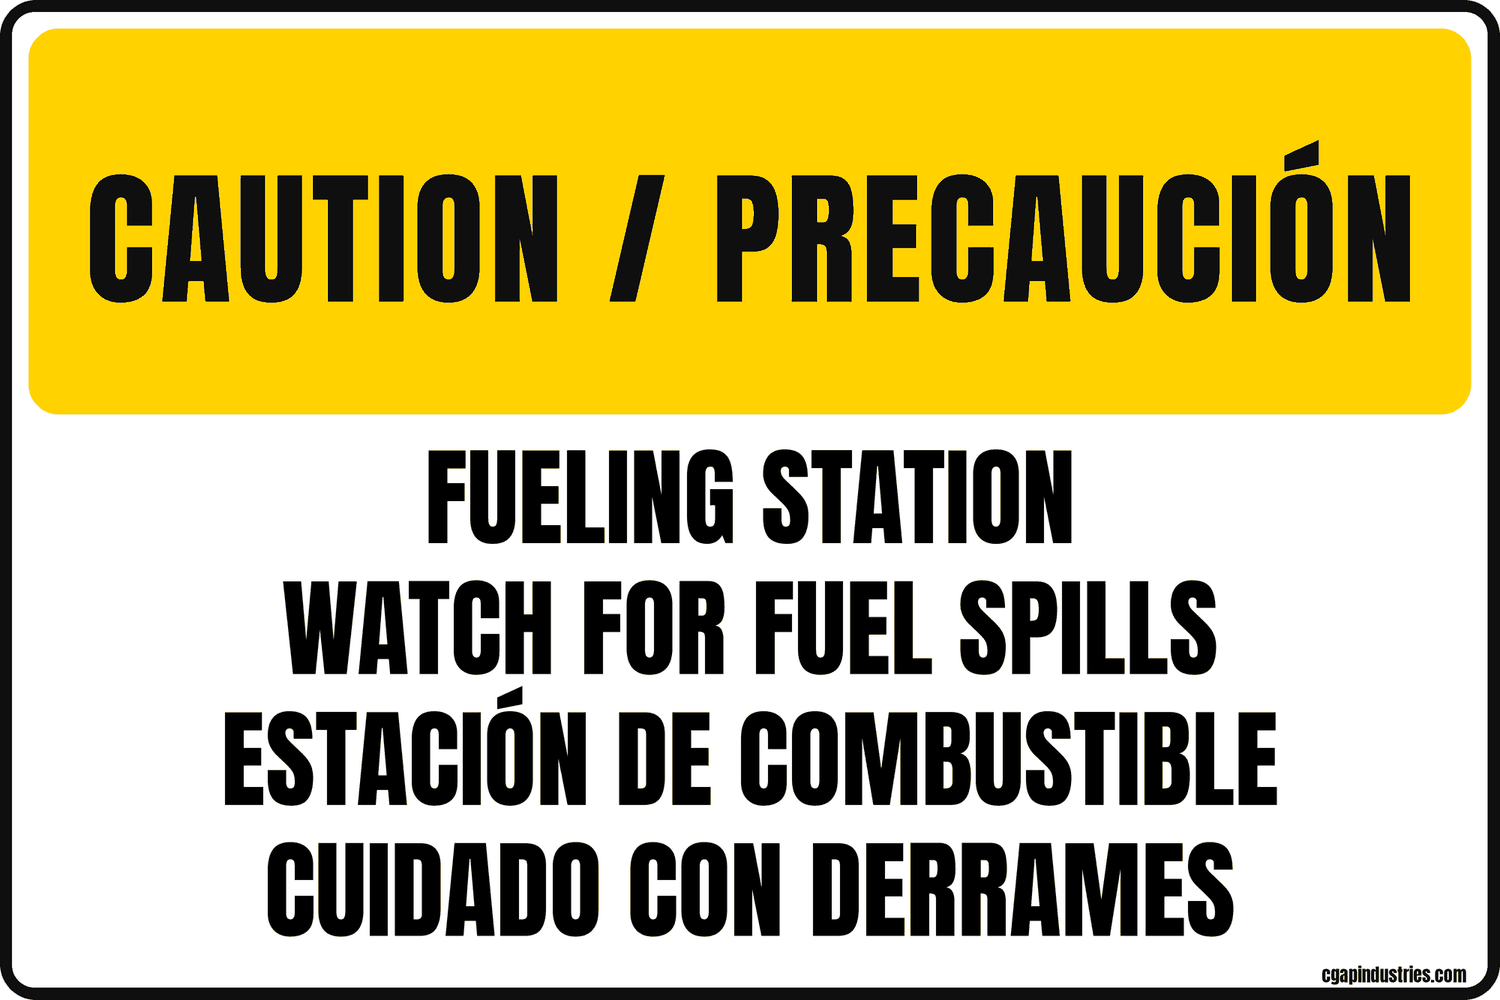 CAUTION / PRECAUCIÓN
FUELING STATION
WATCH FOR FUEL SPILLS
ESTACIÓN DE COMBUSTIBLE
CUIDADO CON DERRAMES
cgapindustries.com